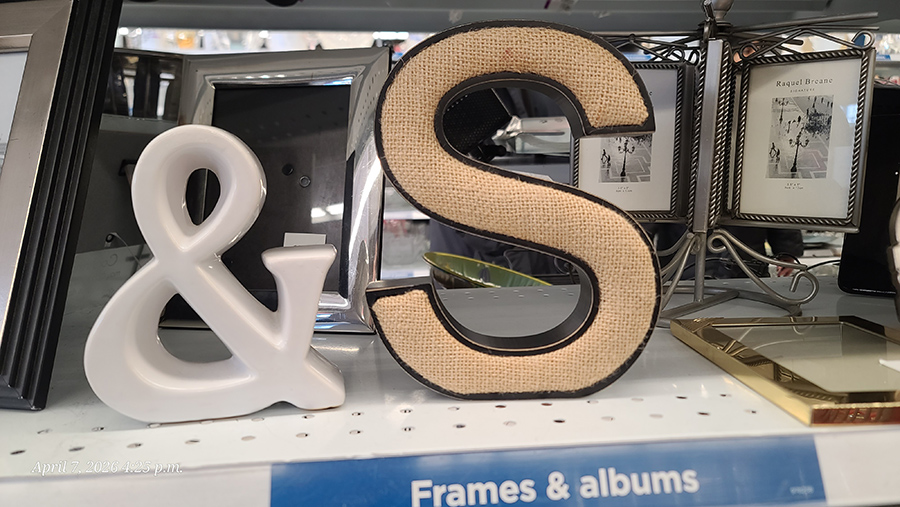 & S
Raquel Breane
April 7, 2026 4:25 p.m.
Frames & albums